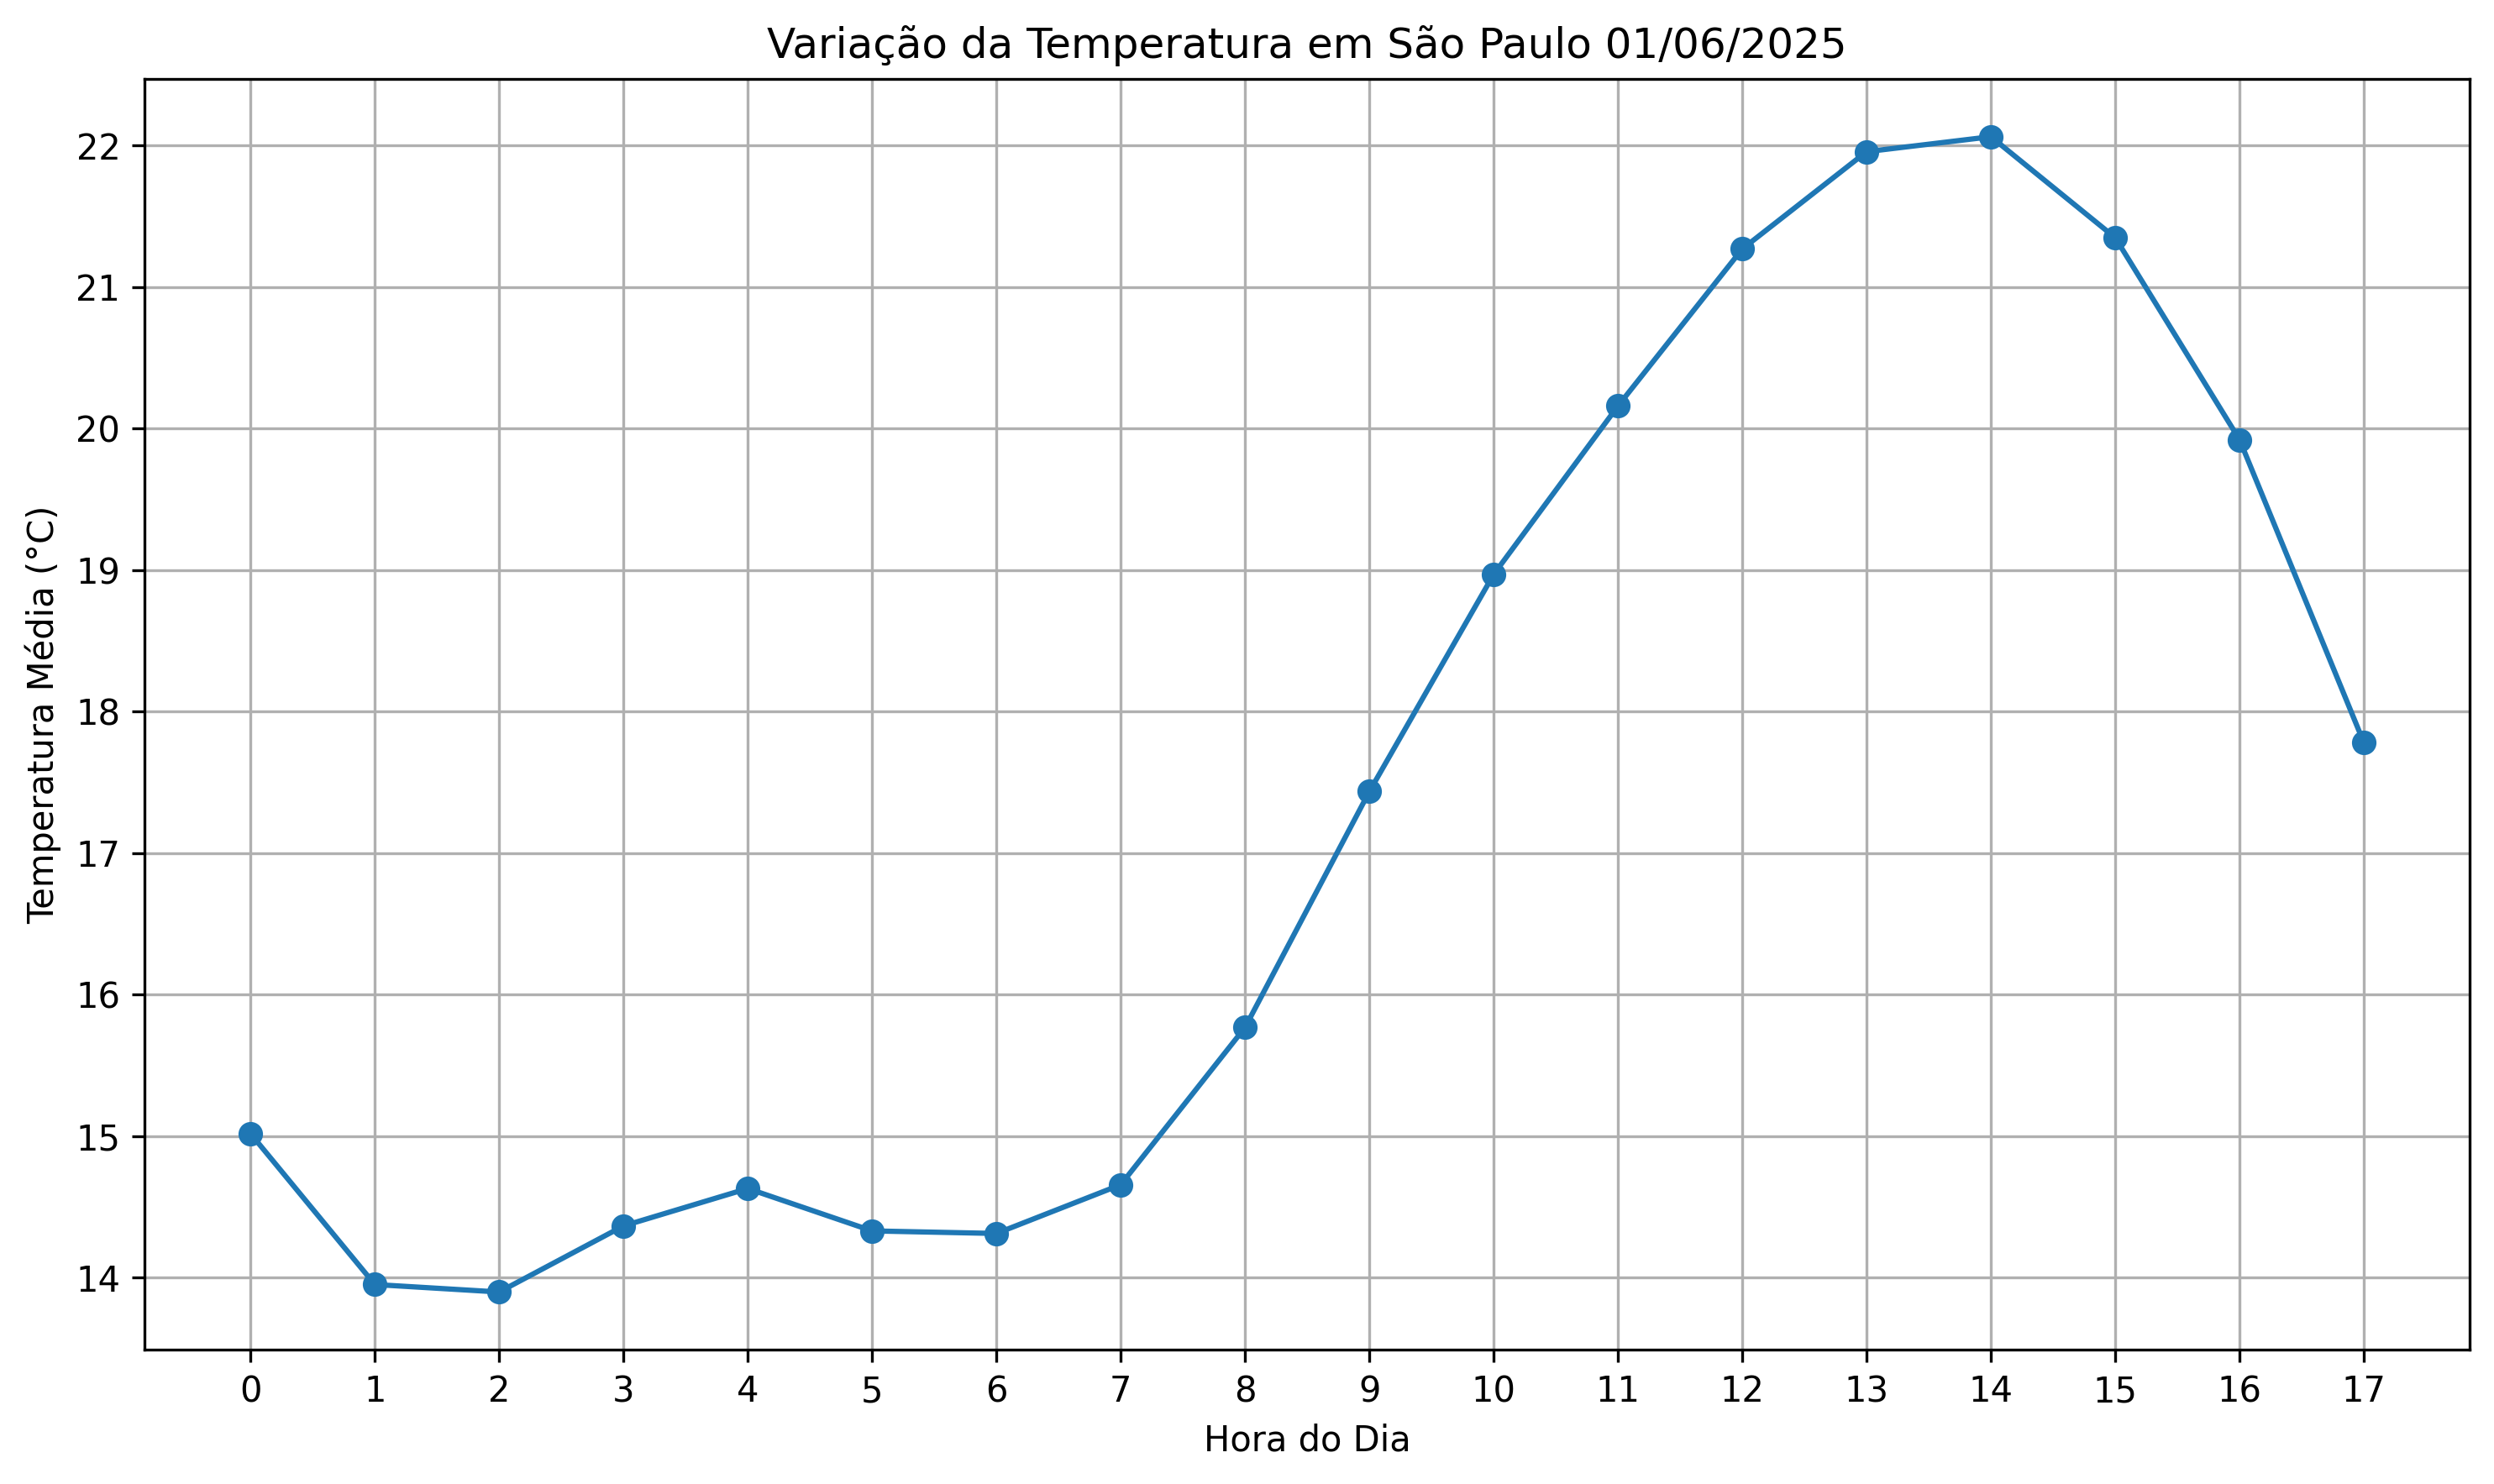 Variação da Temperatura em São Paulo 01/06/2025
22
21
20
19
18
17
16
15
14
Temperatura Média (°C)
0 1 2 3 4 5 6 7 8 9 10 11 12 13 14 15 16 17
Hora do Dia